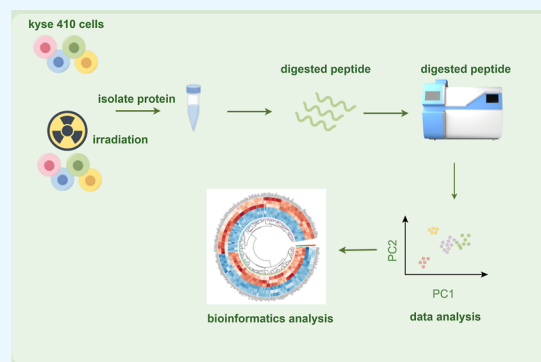 kyse 410 cells
isolate protein
irradiation
digested peptide
digested peptide
PC2
PC1
data analysis
bioinformatics analysis